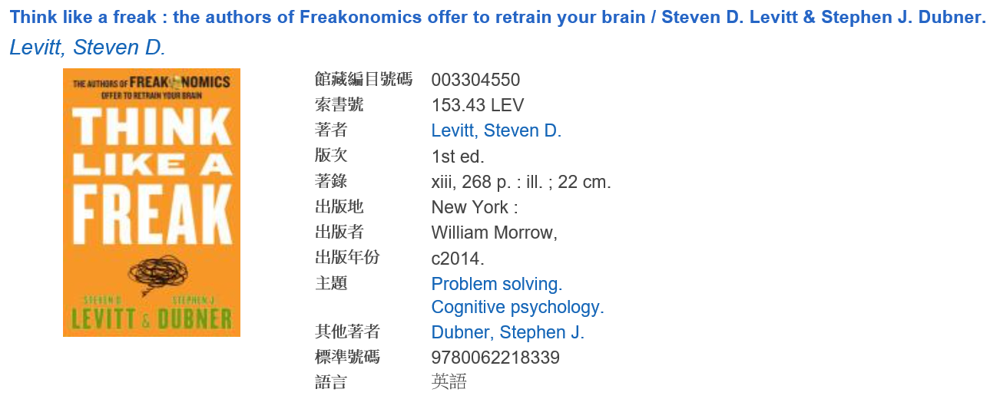 Think like a freak : the authors of Freakonomics offer to retrain your brain / Steven D. Levitt & Stephen J. Dubner.
Levitt, Steven D.
THE AUTHORS OF FREAKONOMICS
OFFER TO RETRAIN YOUR BRAIN
THINK
LIKE A
FREAK
STEVEN D. STEPHEN J.
LEVITT & DUBNER
館藏編目號碼 003304550
索書號 153.43 LEV
著者 Levitt, Steven D.
版次 1st ed.
著錄 xiii, 268 p. : ill. ; 22 cm.
出版地 New York :
出版者 William Morrow,
出版年份 c2014.
主題 Problem solving.
Cognitive psychology.
其他著者 Dubner, Stephen J.
標準號碼 9780062218339
語言 英語